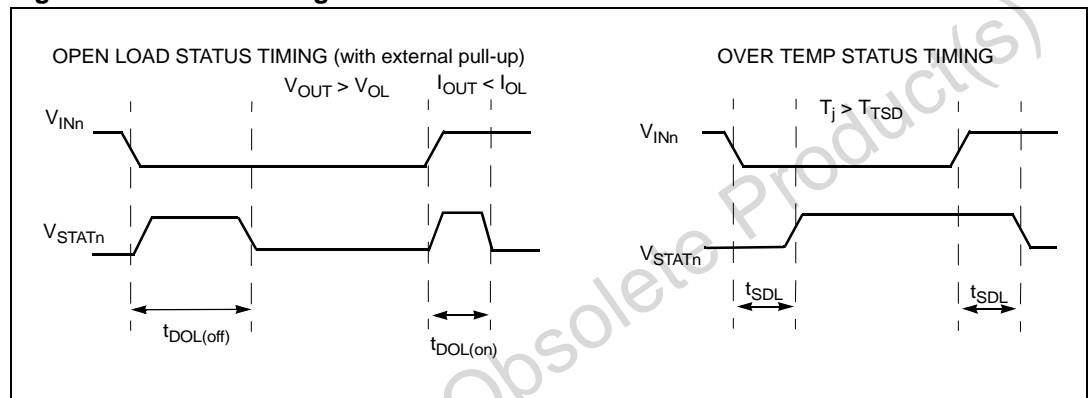 OPEN LOAD STATUS TIMING (with external pull-up)
V_OUT > V_OL
I_OUT < I_OL
V_INn
V_STATn
t_DOL(off)
t_DOL(on)
OVER TEMP STATUS TIMING
T_j > T_TSD
V_INn
V_STATn
t_SDL
t_SDL
Obsolete Product(s)